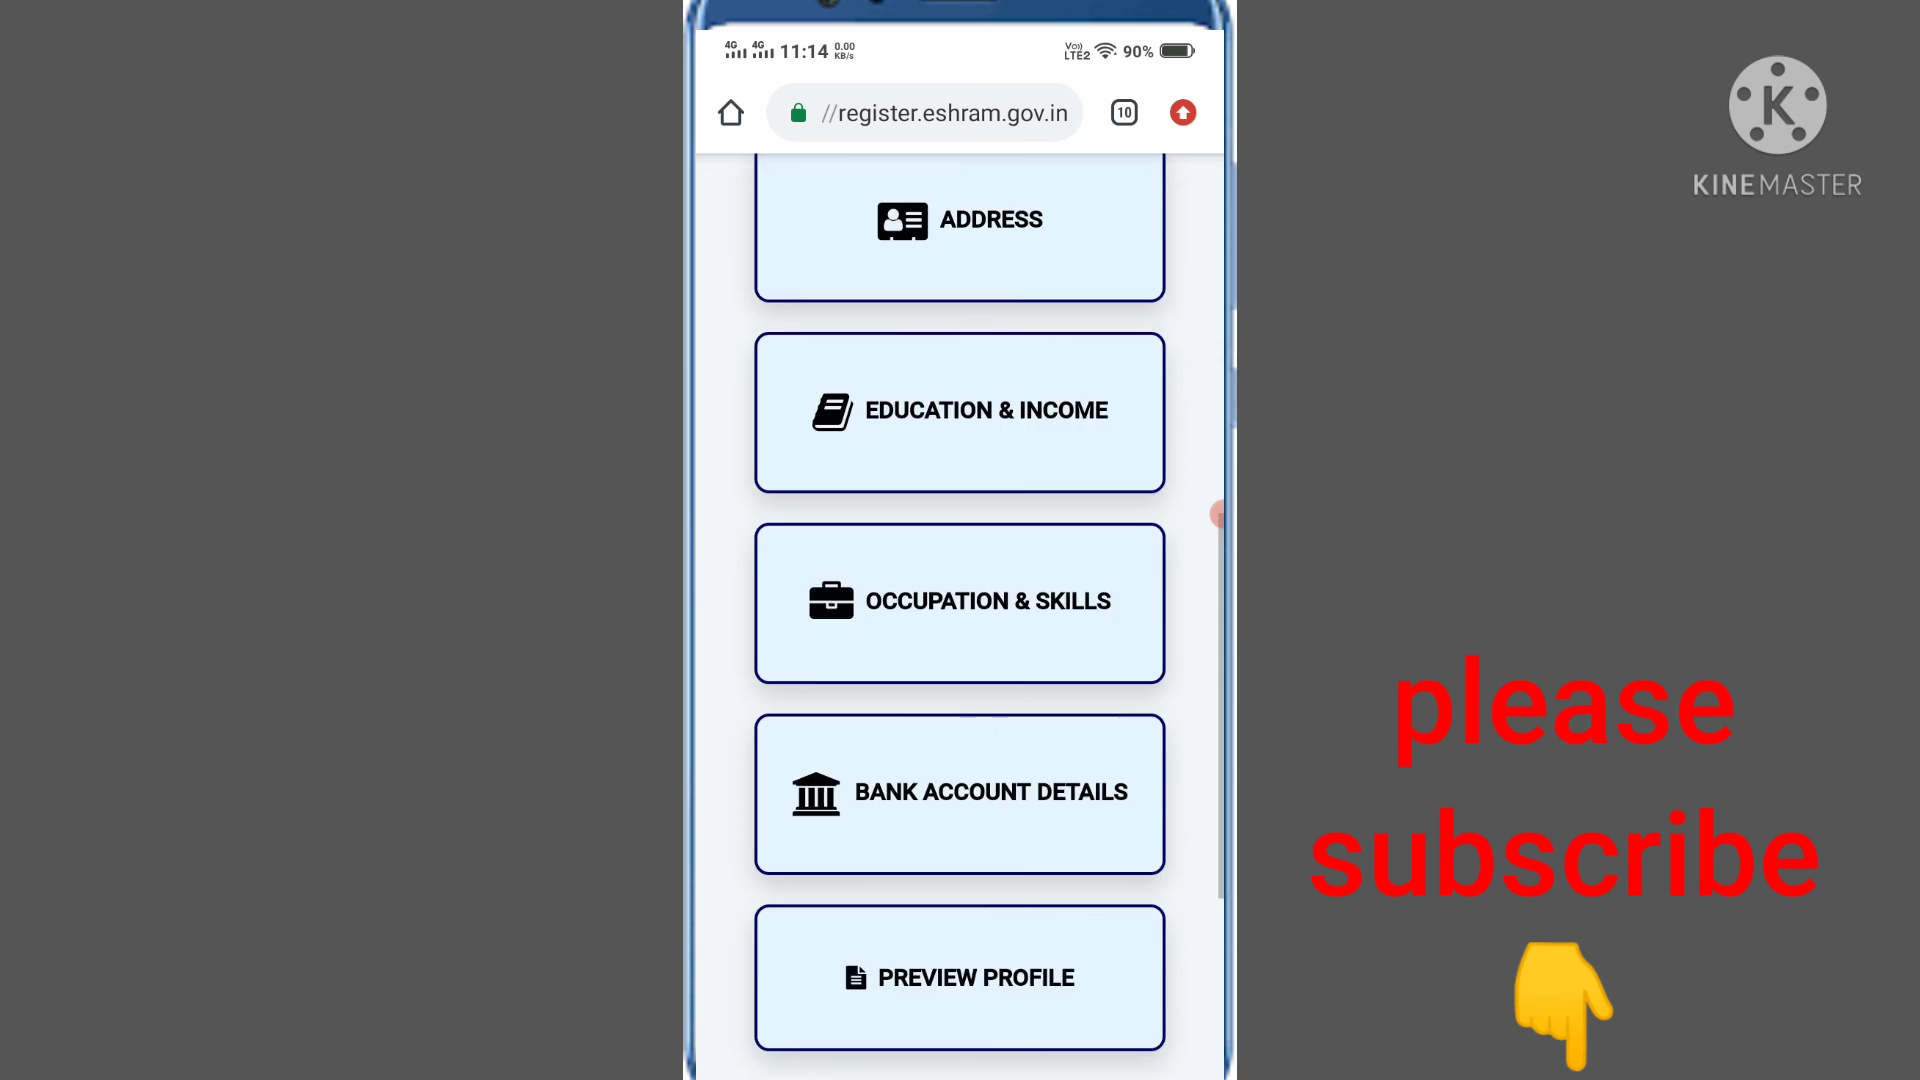 4G 4G 11:14 0.00 KB/s Vo)) LTE2 90%
//register.eshram.gov.in 10
K
KINEMASTER
ADDRESS
EDUCATION & INCOME
OCCUPATION & SKILLS
BANK ACCOUNT DETAILS
PREVIEW PROFILE
please
subscribe